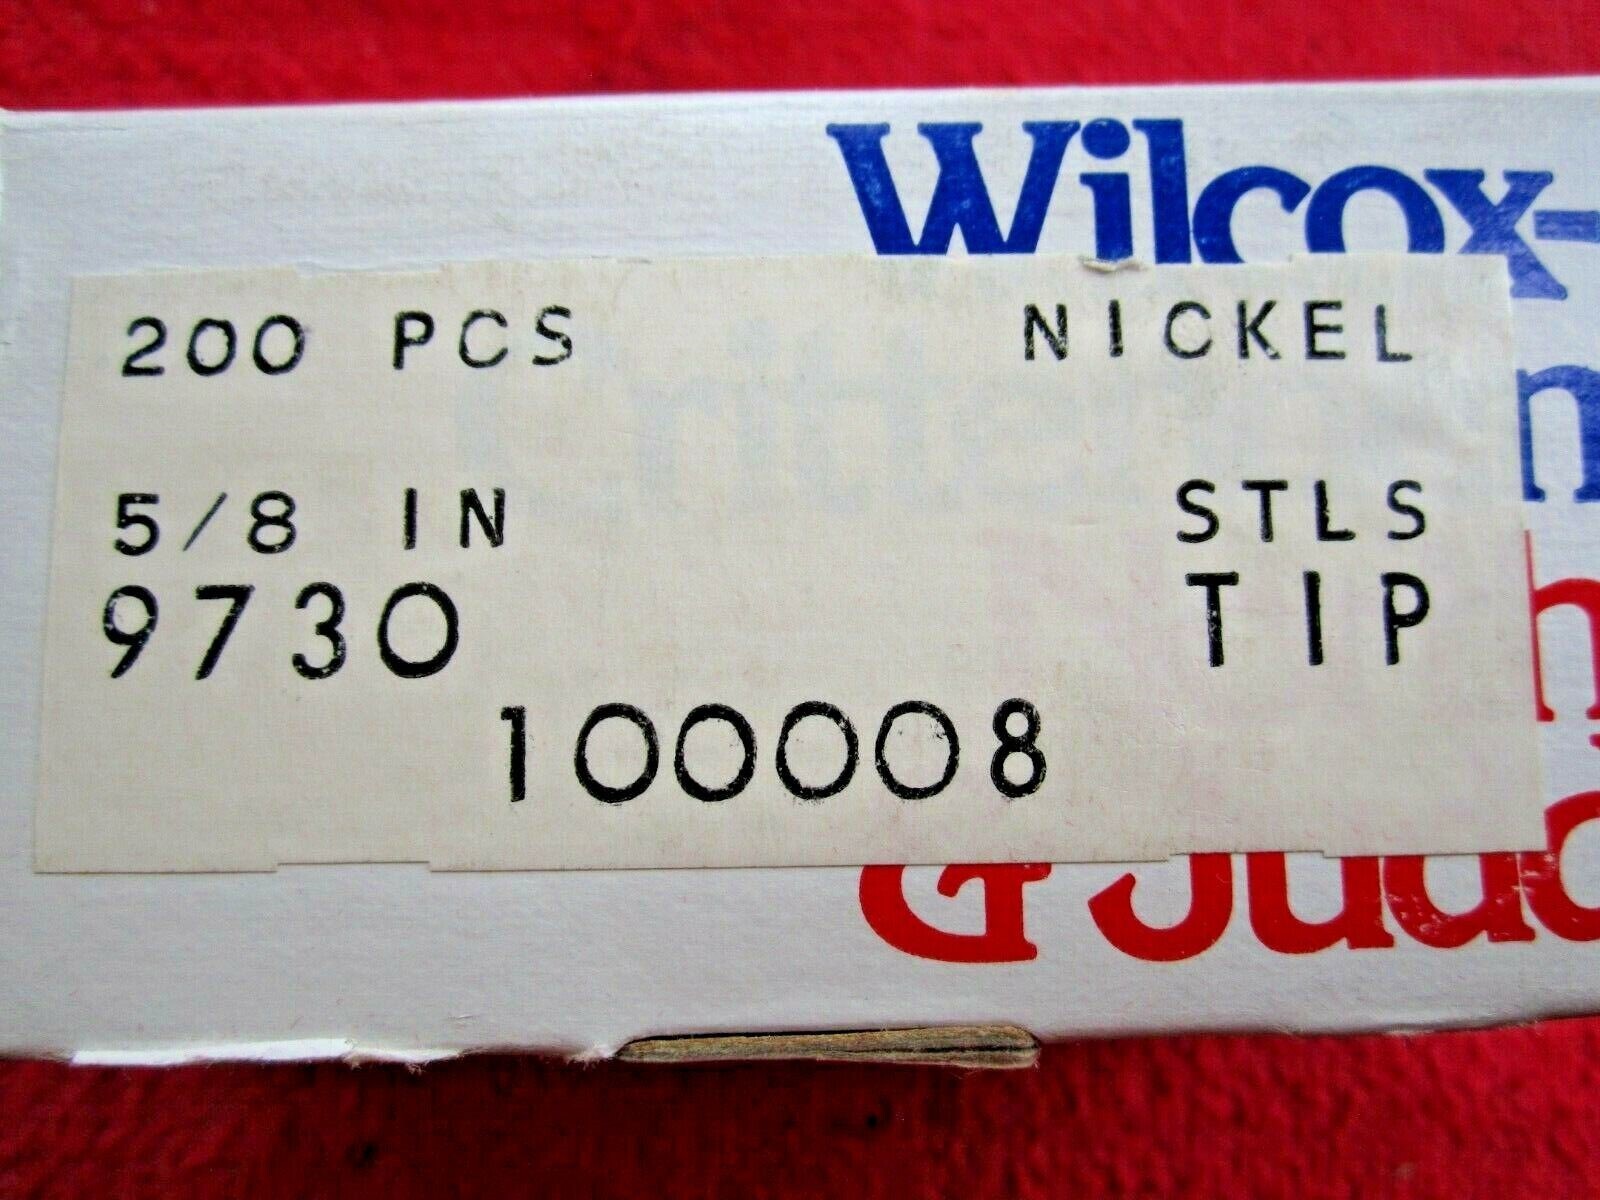 Wilcox-
200 PCS NICKEL
5/8 IN STLS
9730 TIP
100008